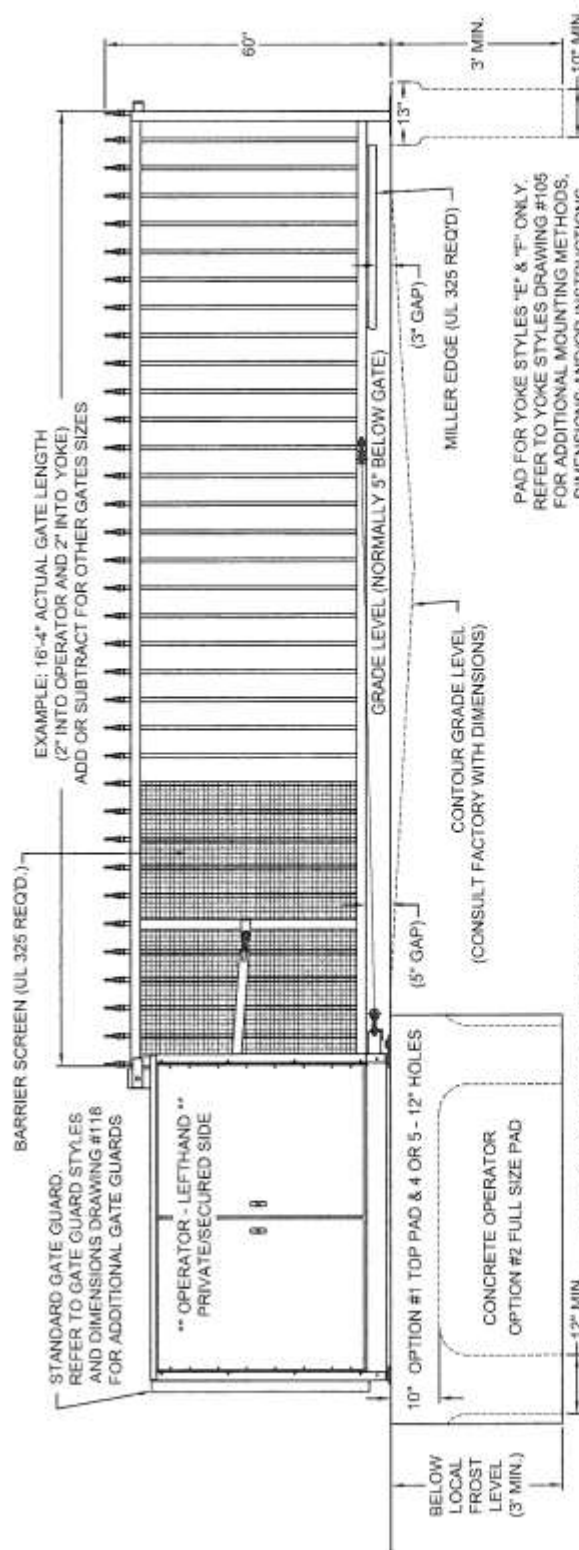 STANDARD GATE GUARD.
REFER TO GATE GUARD STYLES
AND DIMENSIONS DRAWING #118
FOR ADDITIONAL GATE GUARDS
BARRIER SCREEN (UL 325 REQ'D.)
EXAMPLE: 16'-4" ACTUAL GATE LENGTH
(2" INTO OPERATOR AND 2" INTO YOKE)
ADD OR SUBTRACT FOR OTHER GATES SIZES
60"
** OPERATOR - LEFTHAND **
PRIVATE/SECURED SIDE
GRADE LEVEL (NORMALLY 5" BELOW GATE)
(5" GAP)
(3" GAP)
13"
3' MIN.
10" MIN
MILLER EDGE (UL 325 REQ'D)
CONTOUR GRADE LEVEL
(CONSULT FACTORY WITH DIMENSIONS)
10"
OPTION #1 TOP PAD & 4 OR 5 - 12" HOLES
CONCRETE OPERATOR
OPTION #2 FULL SIZE PAD
BELOW
LOCAL
FROST
LEVEL
(3' MIN.)
12" MIN
PAD FOR YOKE STYLES "E" & "F" ONLY.
REFER TO YOKE STYLES DRAWING #105
FOR ADDITIONAL MOUNTING METHODS,
DIMENSIONS AND/OR INSTRUCTIONS